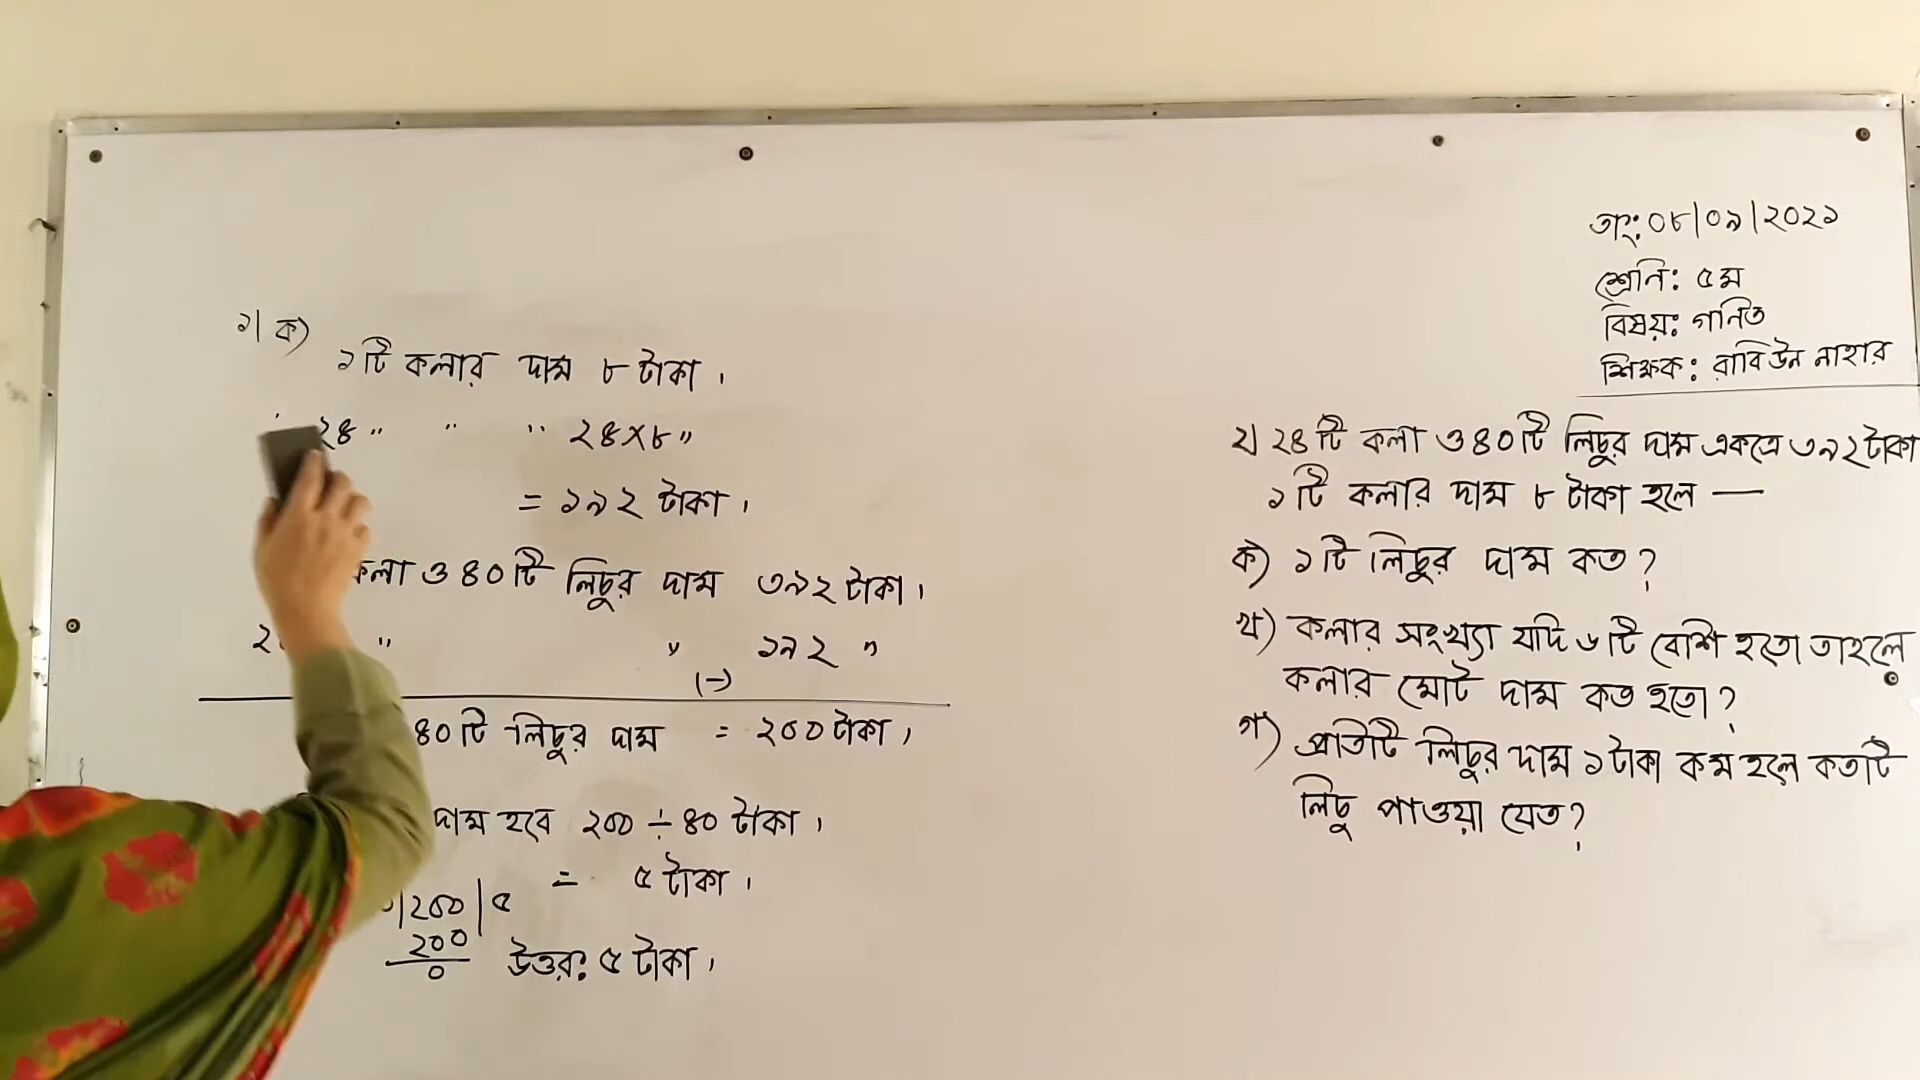 তাং: ০৮/০৯/২০২১
শ্রেনি: ৫ম
বিষয়: গনিত
শিক্ষক: রাবিউন নাহার
১। ক)
১টি কলার দাম ৮ টাকা।
২৪ " " " ২৪×৮ "
= ১৯২ টাকা।
কলা ও ৪০টি লিচুর দাম ৩৯২ টাকা।
" " ১৯২ "
(-)
৪০টি লিচুর দাম = ২০০ টাকা।
দাম হবে ২০০ ÷ ৪০ টাকা।
= ৫ টাকা।
|২০০|৫
২০০
০
উত্তর: ৫ টাকা।
২) ২৪টি কলা ও ৪০টি লিচুর দাম একত্রে ৩৯২ টাকা
১টি কলার দাম ৮ টাকা হলে —
ক) ১টি লিচুর দাম কত?
খ) কলার সংখ্যা যদি ৬টি বেশি হতো তাহলে
কলার মোট দাম কত হতো?
গ) প্রতিটি লিচুর দাম ১ টাকা কম হলে কতটি
লিচু পাওয়া যেত?